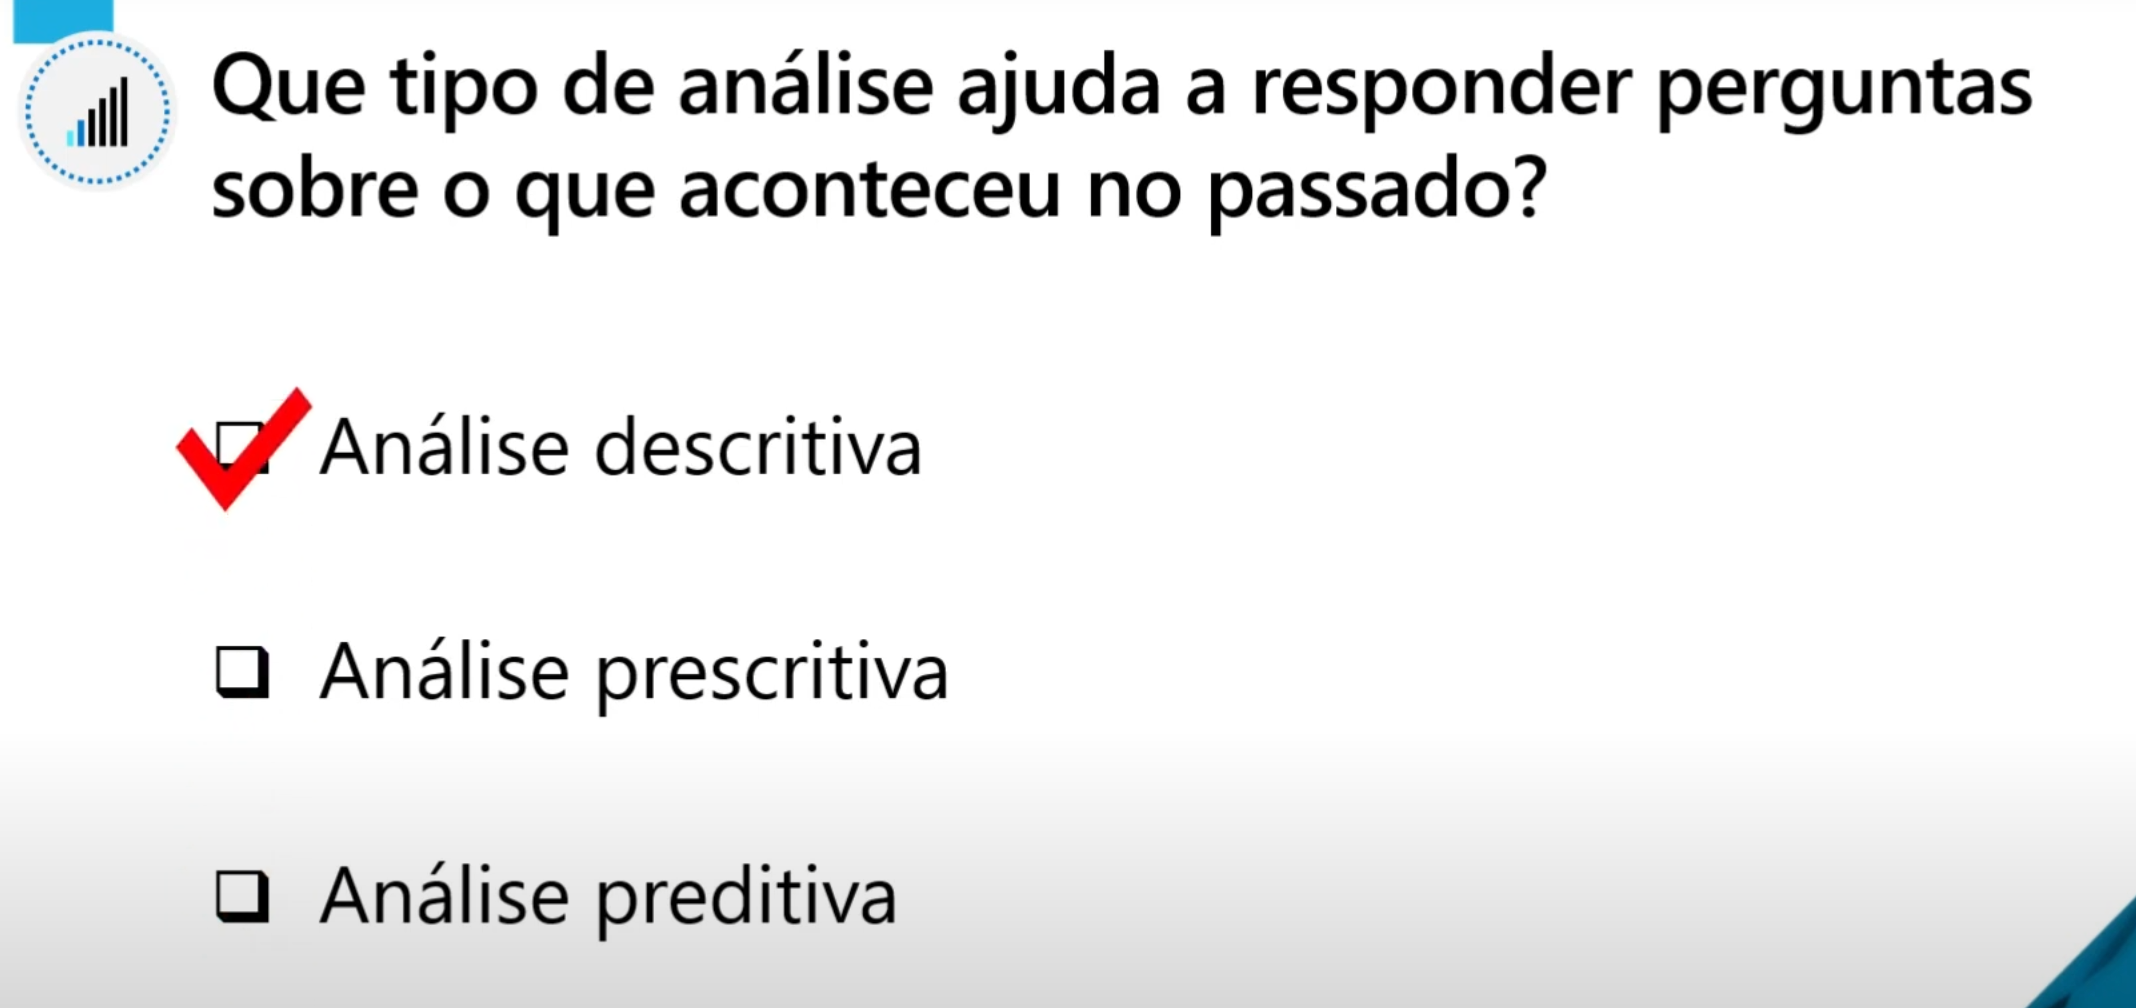 Que tipo de análise ajuda a responder perguntas
sobre o que aconteceu no passado?
Análise descritiva
Análise prescritiva
Análise preditiva